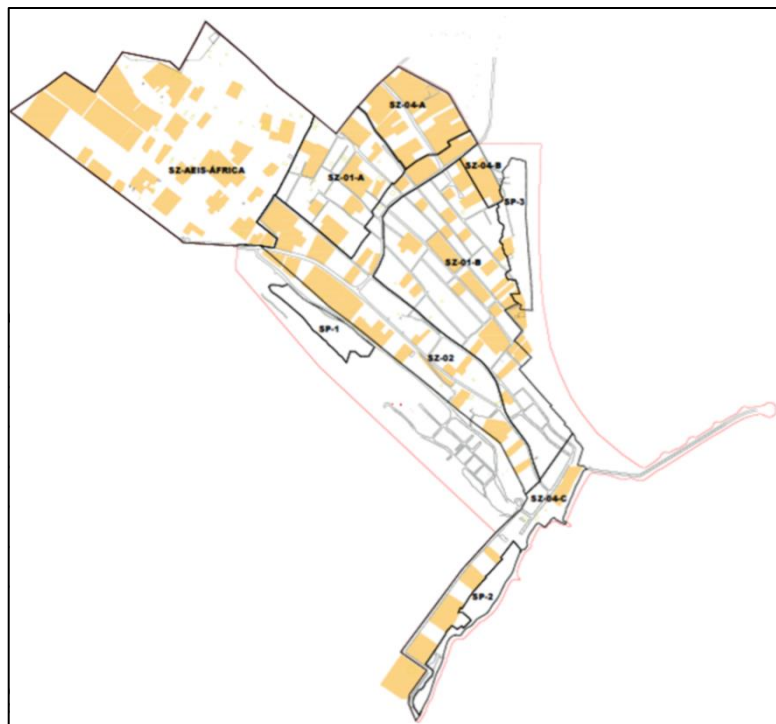 SZ-04-A
SZ-04-B
SZ-AEIS-ÁFRICA
SZ-01-A
SP-3
SZ-01-B
SP-1
SZ-02
SZ-04-C
SP-2